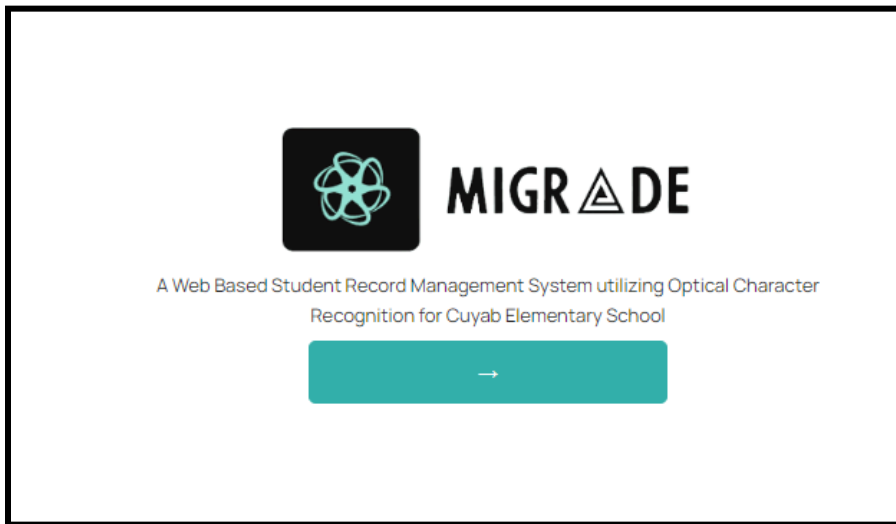 MIGRADE
A Web Based Student Record Management System utilizing Optical Character
Recognition for Cuyab Elementary School
→